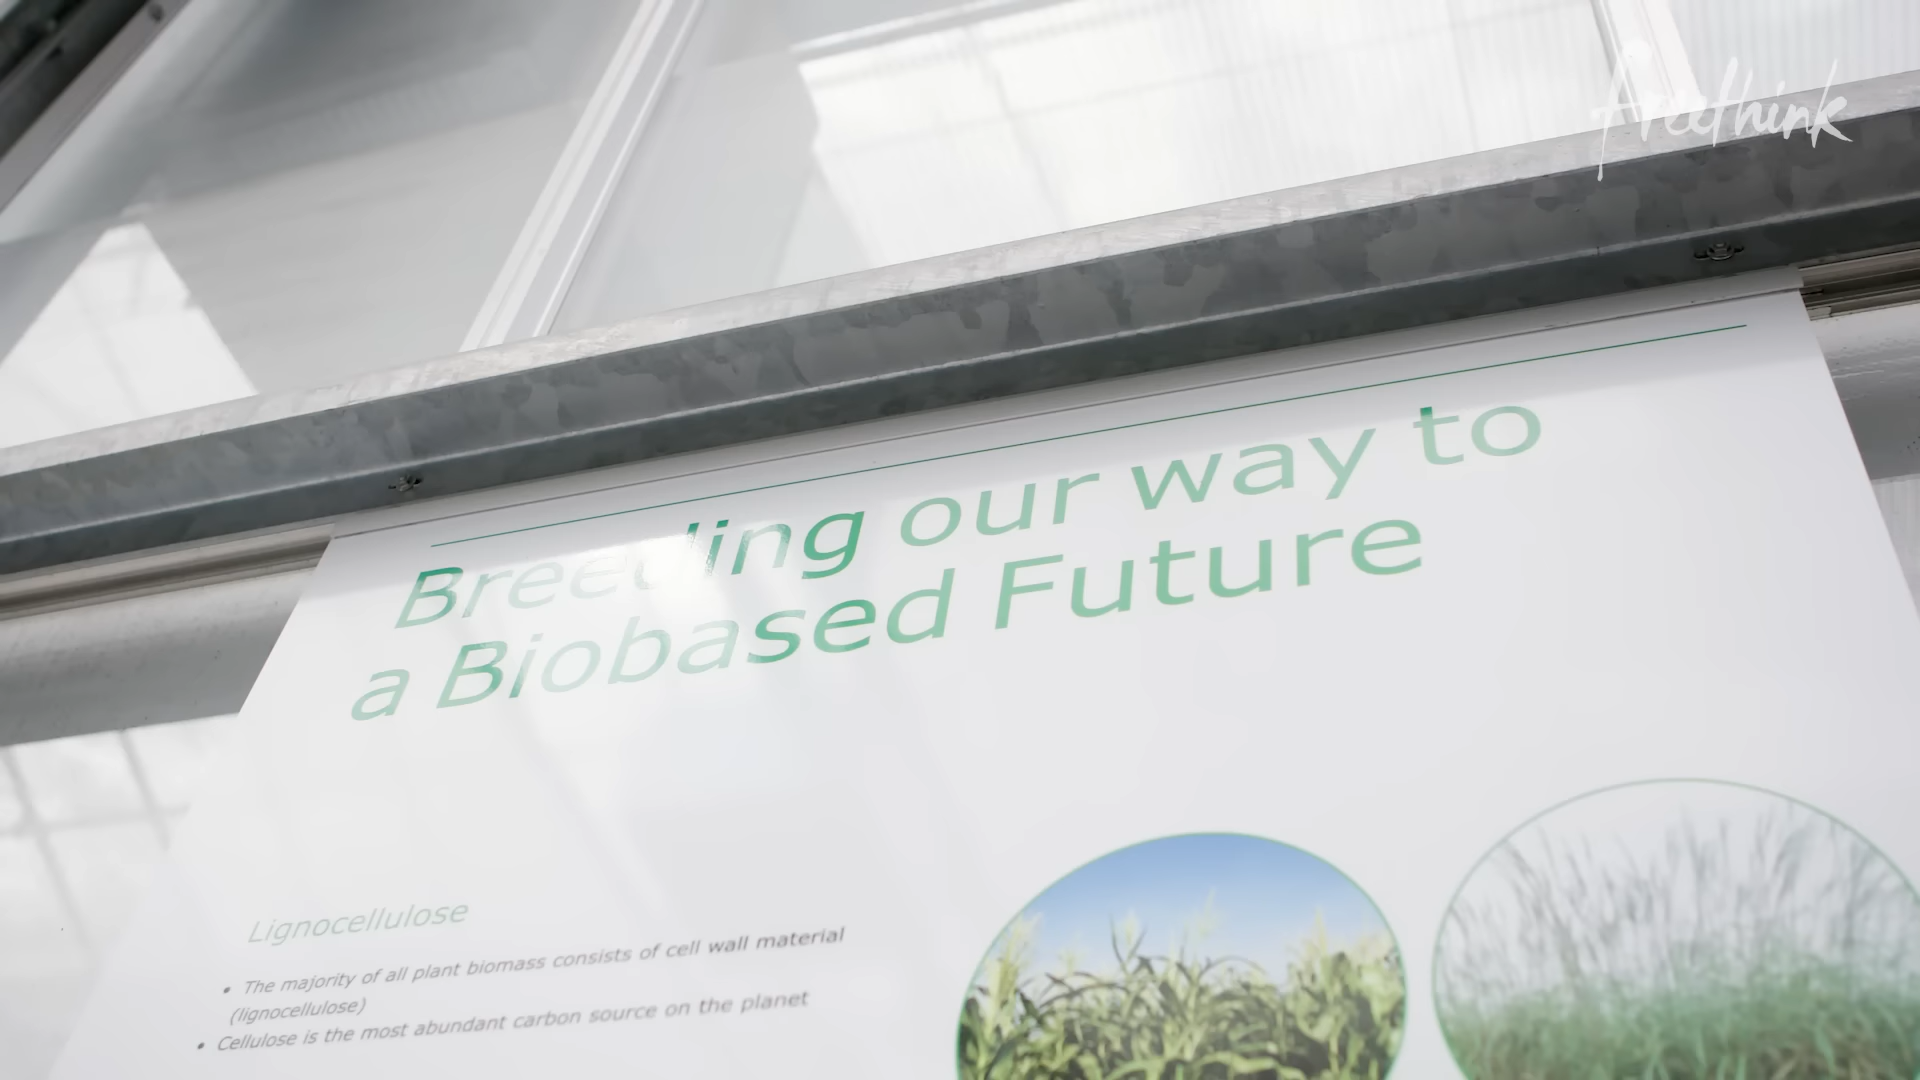 Freethink
Breeding our way to
a Biobased Future
Lignocellulose
• The majority of all plant biomass consists of cell wall material
(lignocellulose)
• Cellulose is the most abundant carbon source on the planet